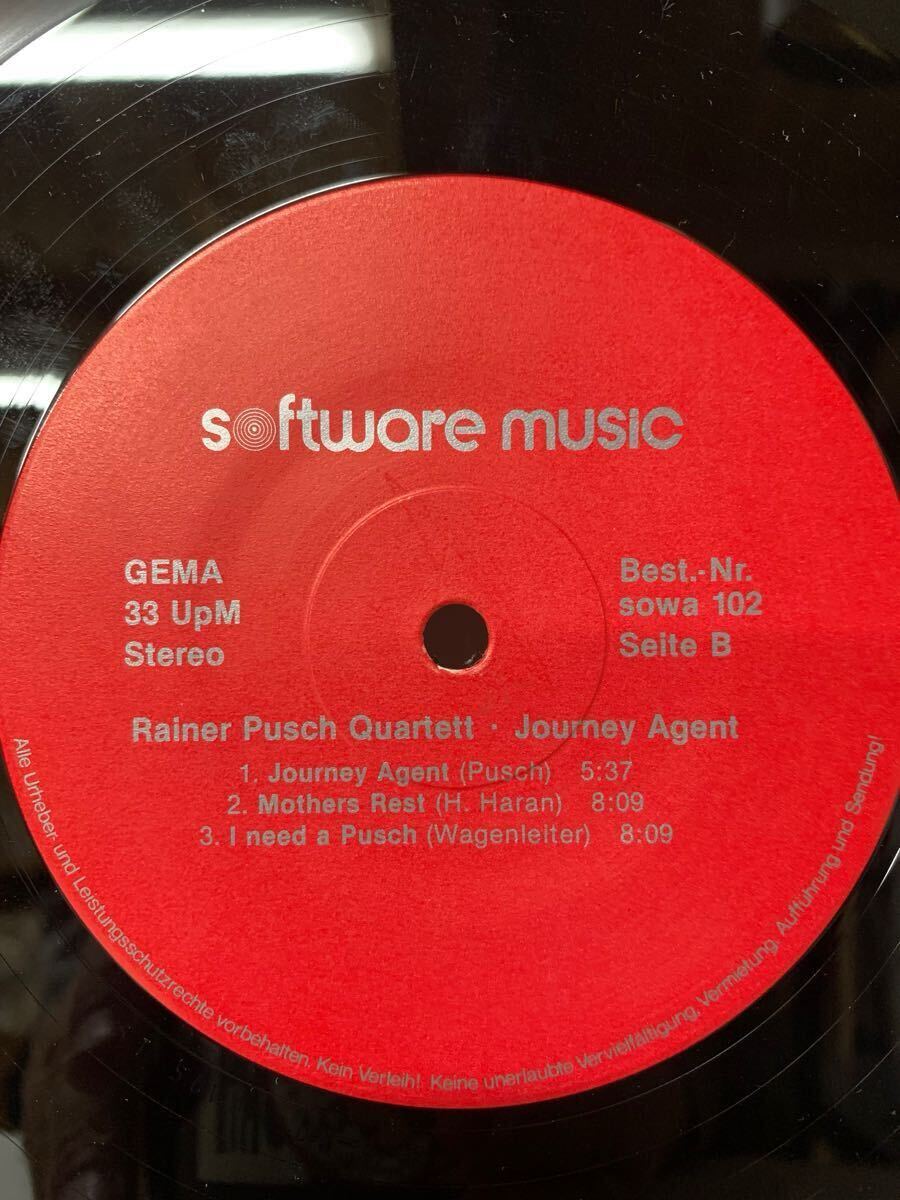 software music
GEMA
33 UpM
Stereo
Best.-Nr.
sowa 102
Seite B
Rainer Pusch Quartett · Journey Agent
1. Journey Agent (Pusch) 5:37
2. Mothers Rest (H. Haran) 8:09
3. I need a Pusch (Wagenleiter) 8:09
Alle Urheber- und Leistungsschutzrechte vorbehalten. Kein Verleih! Keine unerlaubte Vervielfältigung, Vermietung, Aufführung und Sendung!